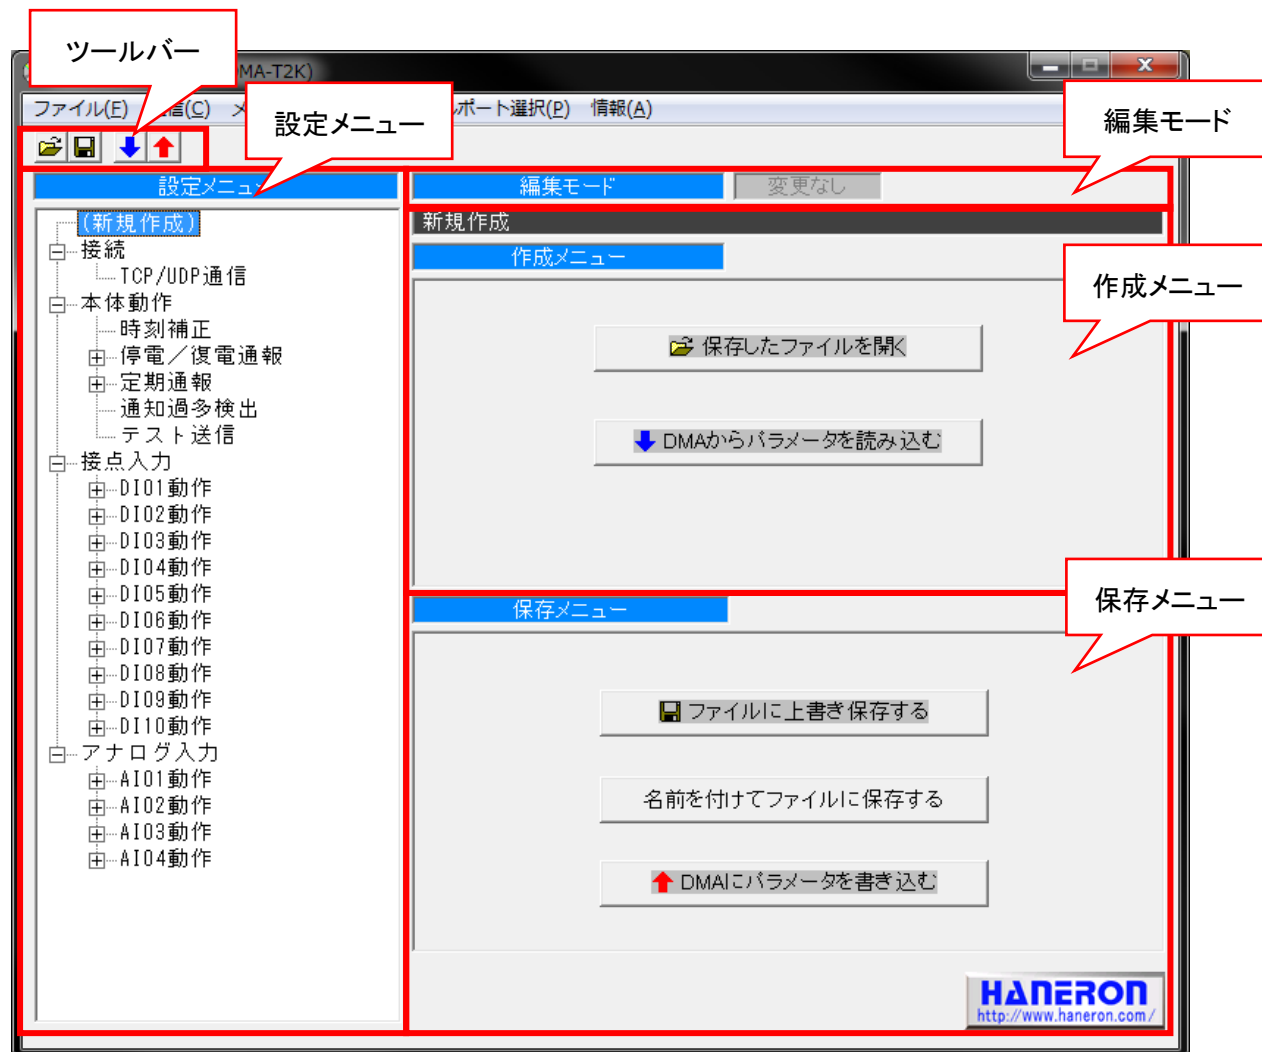 ツールバー
MA-T2K)
ファイル(F) 信(C) メ ルポート選択(P) 情報(A)
設定メニュー
編集モード
設定メニュー
編集モード 変更なし
(新規作成)
接続
TCP/UDP通信
本体動作
時刻補正
停電／復電通報
定期通報
通知過多検出
テスト送信
接点入力
DI01動作
DI02動作
DI03動作
DI04動作
DI05動作
DI06動作
DI07動作
DI08動作
DI09動作
DI10動作
アナログ入力
AI01動作
AI02動作
AI03動作
AI04動作
新規作成
作成メニュー
作成メニュー
保存したファイルを開く
DMAからパラメータを読み込む
保存メニュー
保存メニュー
ファイルに上書き保存する
名前を付けてファイルに保存する
DMAにパラメータを書き込む
HANERON
http://www.haneron.com/